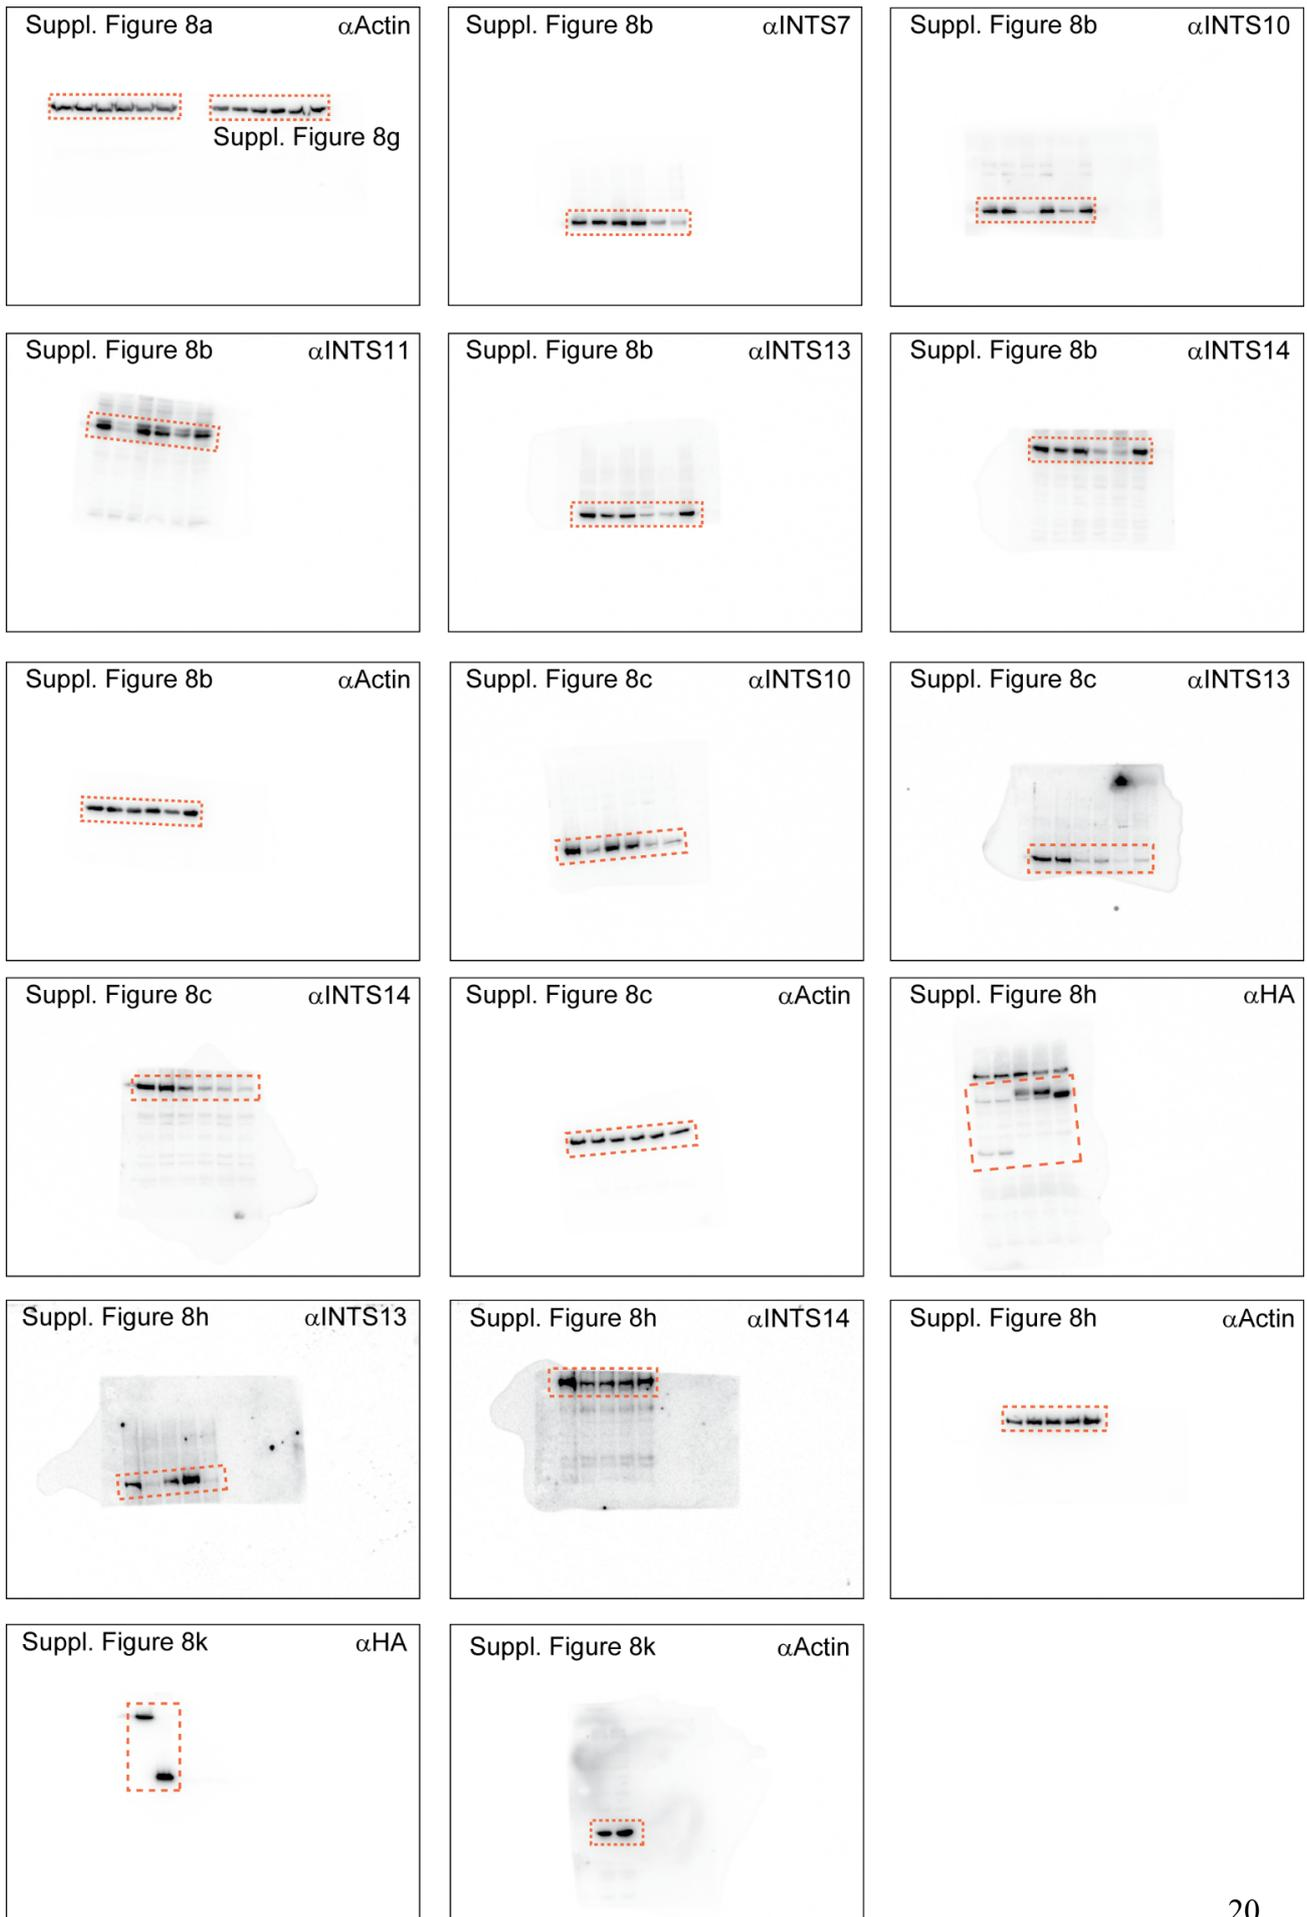 Suppl. Figure 8a αActin
Suppl. Figure 8g
Suppl. Figure 8b αINTS7
Suppl. Figure 8b αINTS10
Suppl. Figure 8b αINTS11
Suppl. Figure 8b αINTS13
Suppl. Figure 8b αINTS14
Suppl. Figure 8b αActin
Suppl. Figure 8c αINTS10
Suppl. Figure 8c αINTS13
Suppl. Figure 8c αINTS14
Suppl. Figure 8c αActin
Suppl. Figure 8h αHA
Suppl. Figure 8h αINTS13
Suppl. Figure 8h αINTS14
Suppl. Figure 8h αActin
Suppl. Figure 8k αHA
Suppl. Figure 8k αActin
20